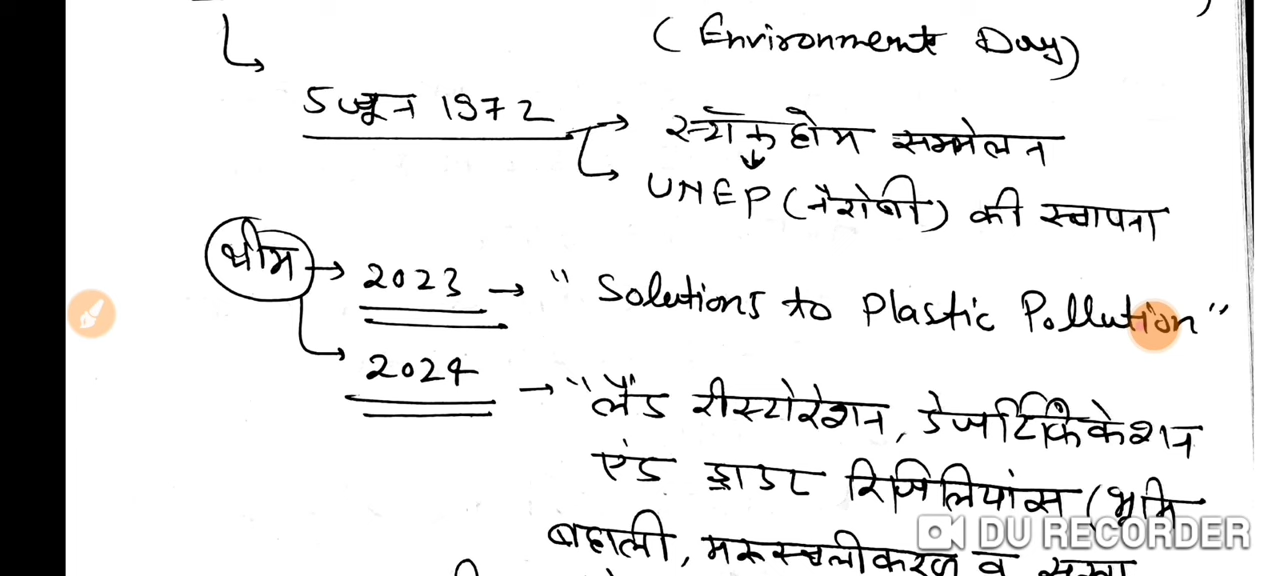 (Environment Day)
5 जून 1972 → स्टॉकहोम सम्मेलन
↓
UNEP (नैरोबी) की स्थापना
थीम → 2023 → "Solutions to Plastic Pollution"
2024 → "लैंड रीस्टोरेशन, डेजर्टिफिकेशन
एंड ड्राउट रिजिलियांस (भूमि
बहाली, मरूस्थलीकरण व सूखा
DU RECORDER